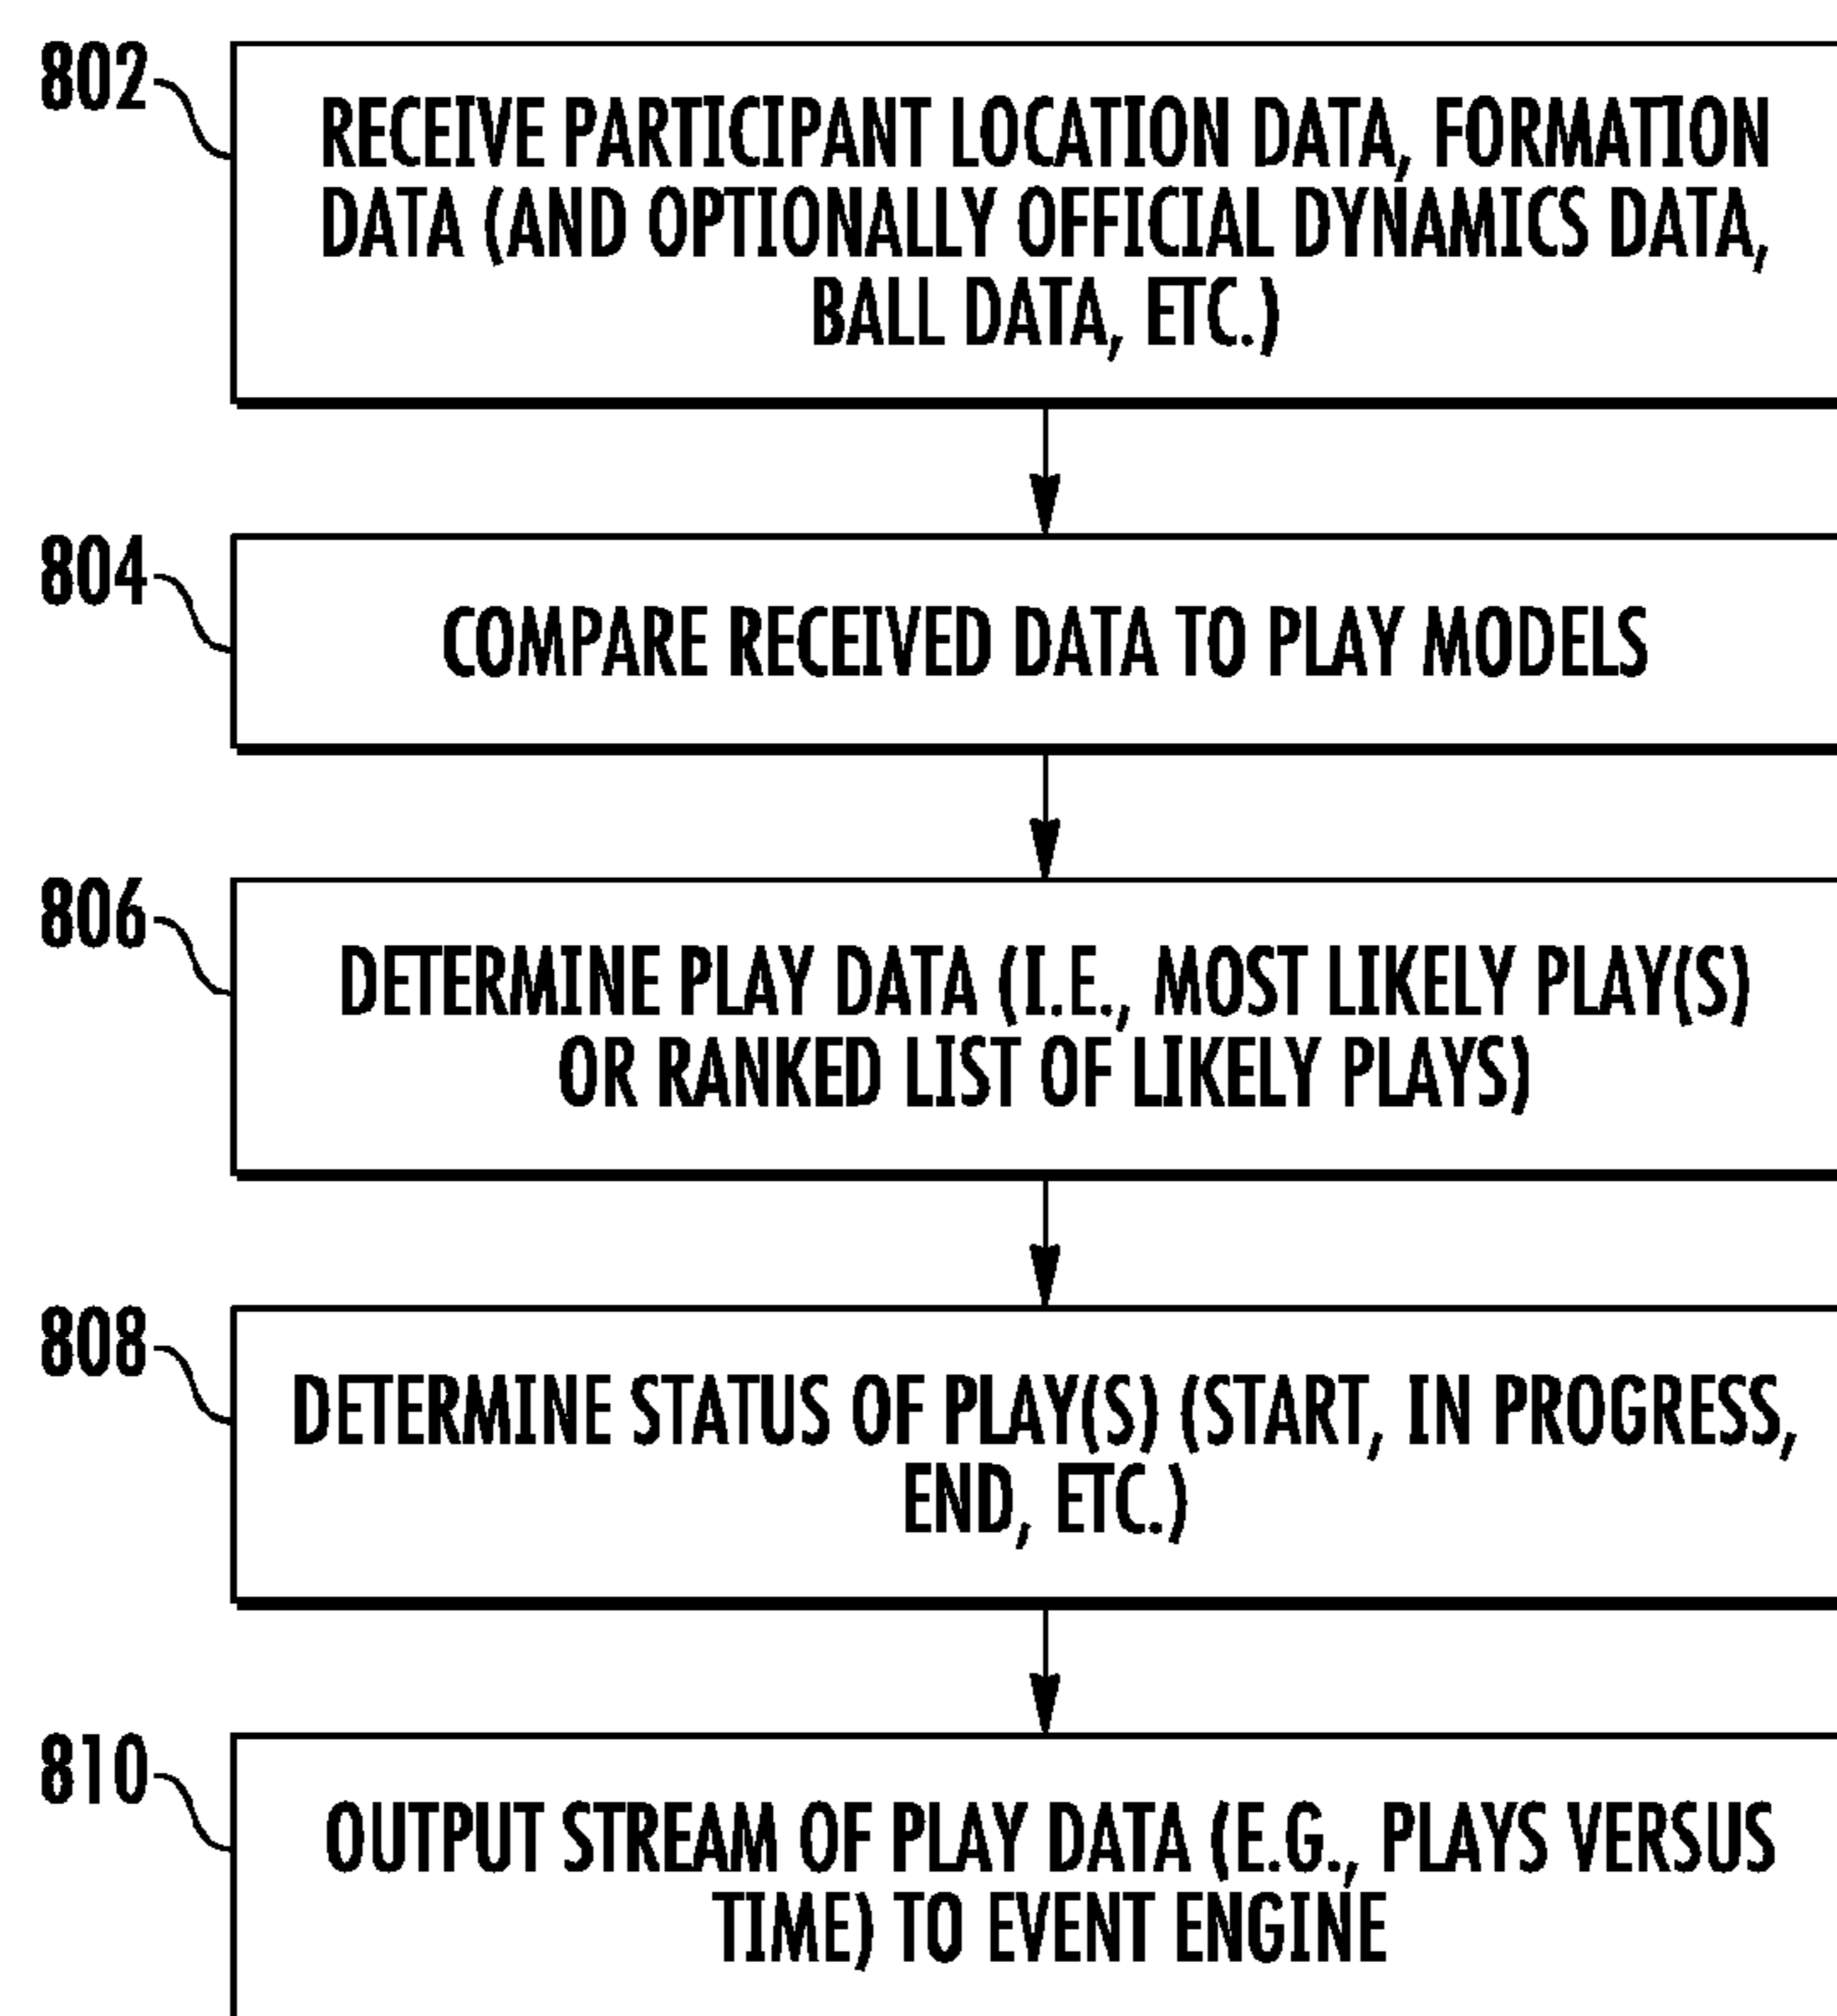 802
RECEIVE PARTICIPANT LOCATION DATA, FORMATION
DATA (AND OPTIONALLY OFFICIAL DYNAMICS DATA,
BALL DATA, ETC.)
804
COMPARE RECEIVED DATA TO PLAY MODELS
806
DETERMINE PLAY DATA (I.E., MOST LIKELY PLAY(S)
OR RANKED LIST OF LIKELY PLAYS)
808
DETERMINE STATUS OF PLAY(S) (START, IN PROGRESS,
END, ETC.)
810
OUTPUT STREAM OF PLAY DATA (E.G., PLAYS VERSUS
TIME) TO EVENT ENGINE